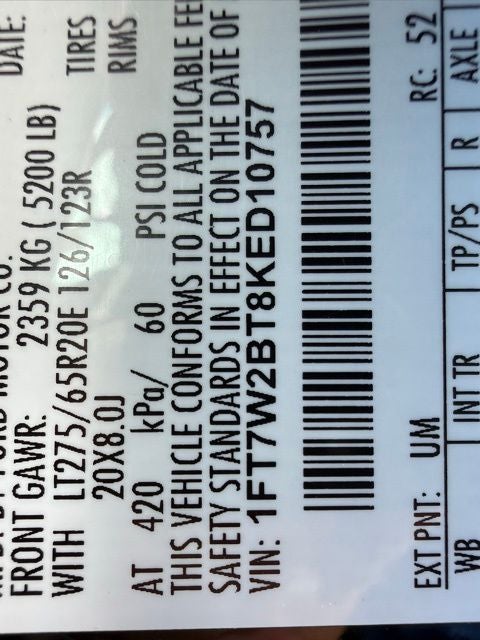 DATE:
FRONT GAWR: 2359 KG ( 5200 LB) TIRES
WITH LT275/65R20E 126/123R RIMS
20X8.0J
AT 420 kPa/ 60 PSI COLD
THIS VEHICLE CONFORMS TO ALL APPLICABLE
SAFETY STANDARDS IN EFFECT ON THE DATE OF
VIN: 1FT7W2BT8KED10757
EXT PNT: UM RC: 52
WB INT TR TP/PS R AXLE